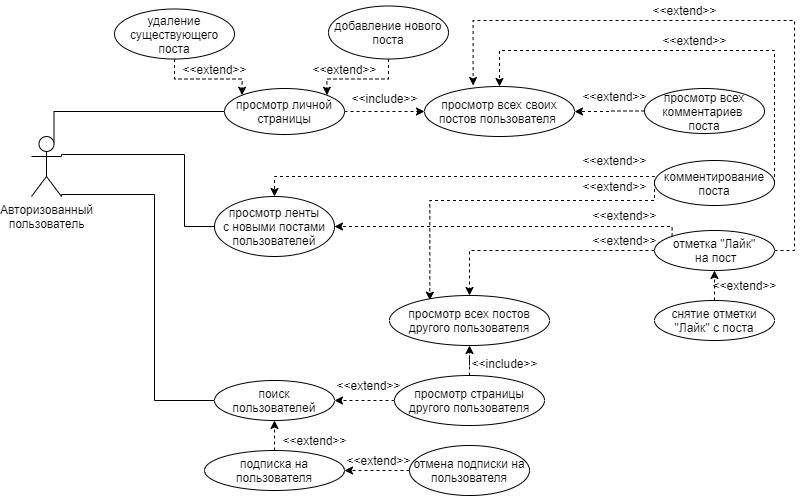 удаление
существующего
поста
добавление нового
поста
<<extend>>
<<extend>>
<<extend>>
<<extend>>
просмотр личной
страницы
<<include>>
просмотр всех своих
постов пользователя
<<extend>>
просмотр всех
комментариев
поста
Авторизованный
пользователь
<<extend>>
<<extend>>
комментирование
поста
просмотр ленты
с новыми постами
пользователей
<<extend>>
<<extend>>
отметка "Лайк"
на пост
<<extend>>
снятие отметки
"Лайк" с поста
просмотр всех постов
другого пользователя
<<include>>
поиск
пользователей
<<extend>>
просмотр страницы
другого пользователя
<<extend>>
подписка на
пользователя
<<extend>>
отмена подписки на
пользователя